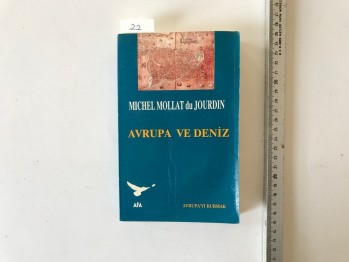 22
MICHEL MOLLAT du JOURDIN
AVRUPA VE DENİZ
AFA
AVRUPA'YI KURMAK